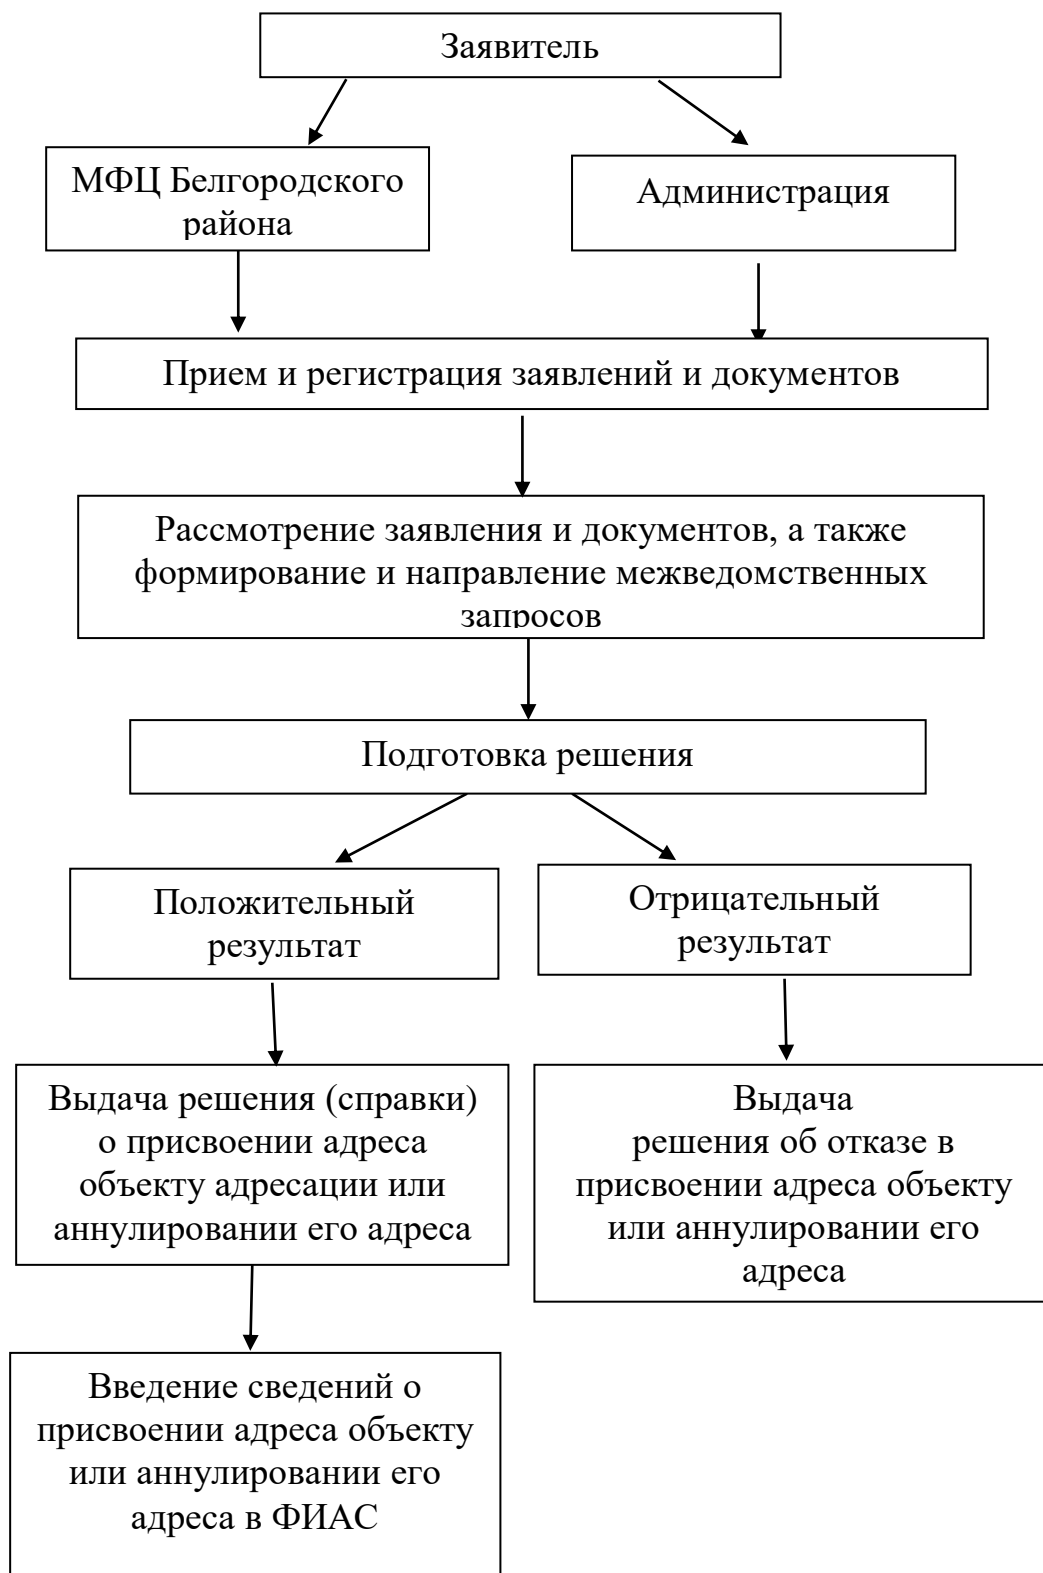 Заявитель
МФЦ Белгородского
района
Администрация
Прием и регистрация заявлений и документов
Рассмотрение заявления и документов, а также
формирование и направление межведомственных
запросов
Подготовка решения
Положительный
результат
Отрицательный
результат
Выдача решения (справки)
о присвоении адреса
объекту адресации или
аннулировании его адреса
Выдача
решения об отказе в
присвоении адреса объекту
или аннулировании его
адреса
Введение сведений о
присвоении адреса объекту
или аннулировании его
адреса в ФИАС